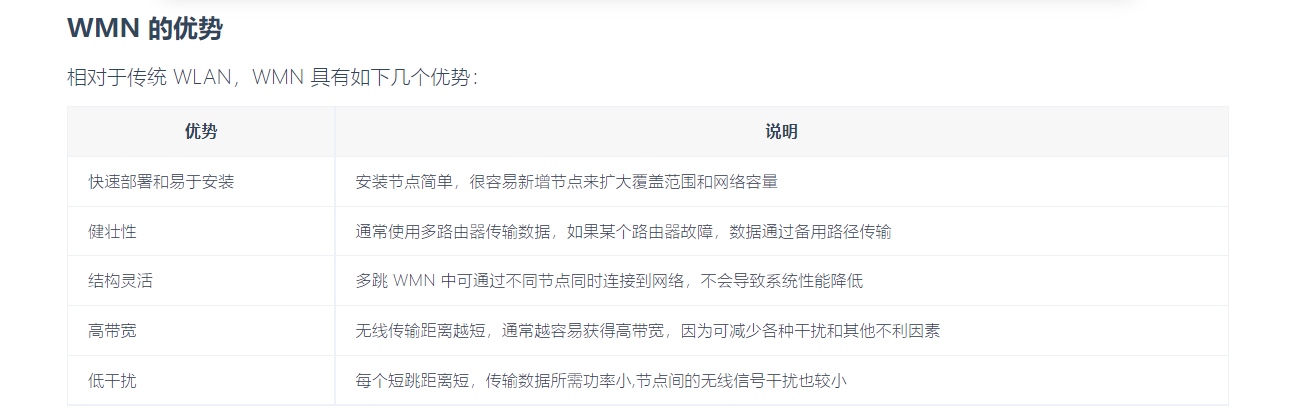 WMN 的优势
相对于传统 WLAN，WMN 具有如下几个优势：
优势 说明
快速部署和易于安装 安装节点简单，很容易新增节点来扩大覆盖范围和网络容量
健壮性 通常使用多路由器传输数据，如果某个路由器故障，数据通过备用路径传输
结构灵活 多跳 WMN 中可通过不同节点同时连接到网络，不会导致系统性能降低
高带宽 无线传输距离越短，通常越容易获得高带宽，因为可减少各种干扰和其他不利因素
低干扰 每个短跳距离短，传输数据所需功率小,节点间的无线信号干扰也较小